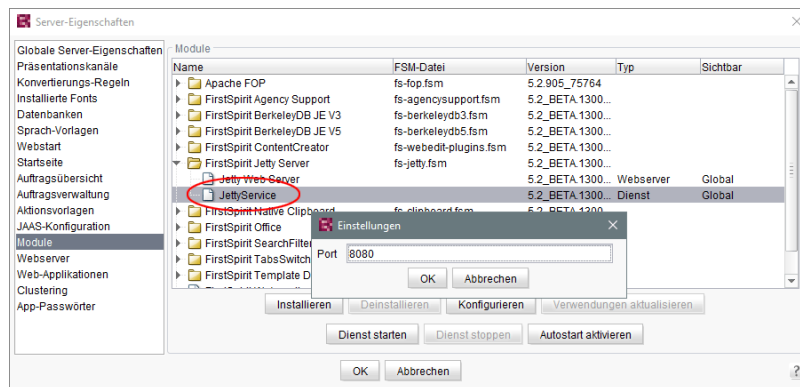 Server-Eigenschaften
Globale Server-Eigenschaften
Präsentationskanäle
Konvertierungs-Regeln
Installierte Fonts
Datenbanken
Sprach-Vorlagen
Webstart
Startseite
Auftragsübersicht
Auftragsverwaltung
Aktionsvorlagen
JAAS-Konfiguration
Module
Webserver
Web-Applikationen
Clustering
App-Passwörter
Module
Name FSM-Datei Version Typ Sichtbar
Apache FOP fs-fop.fsm 5.2.905_75764
FirstSpirit Agency Support fs-agencysupport.fsm 5.2_BETA.1300...
FirstSpirit BerkeleyDB JE V3 fs-berkeleydb3.fsm 5.2_BETA.1300...
FirstSpirit BerkeleyDB JE V5 fs-berkeleydb5.fsm 5.2_BETA.1300...
FirstSpirit ContentCreator fs-webedit-plugins.fsm 5.2_BETA.1300...
FirstSpirit Jetty Server fs-jetty.fsm 5.2_BETA.1300...
Jetty Web Server 5.2_BETA.1300... Webserver Global
JettyService 5.2_BETA.1300... Dienst Global
FirstSpirit Native Clipboard fs-clipboard.fsm 5.2_BETA.1300...
FirstSpirit Office
FirstSpirit SearchFilter
FirstSpirit TabsSwitch
FirstSpirit Template D
Einstellungen
Port 8080
OK Abbrechen
Installieren Deinstallieren Konfigurieren Verwendungen aktualisieren
Dienst starten Dienst stoppen Autostart aktivieren
OK Abbrechen
?